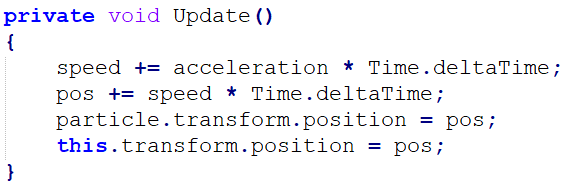 private void Update()
{
speed += acceleration * Time.deltaTime;
pos += speed * Time.deltaTime;
particle.transform.position = pos;
this.transform.position = pos;
}